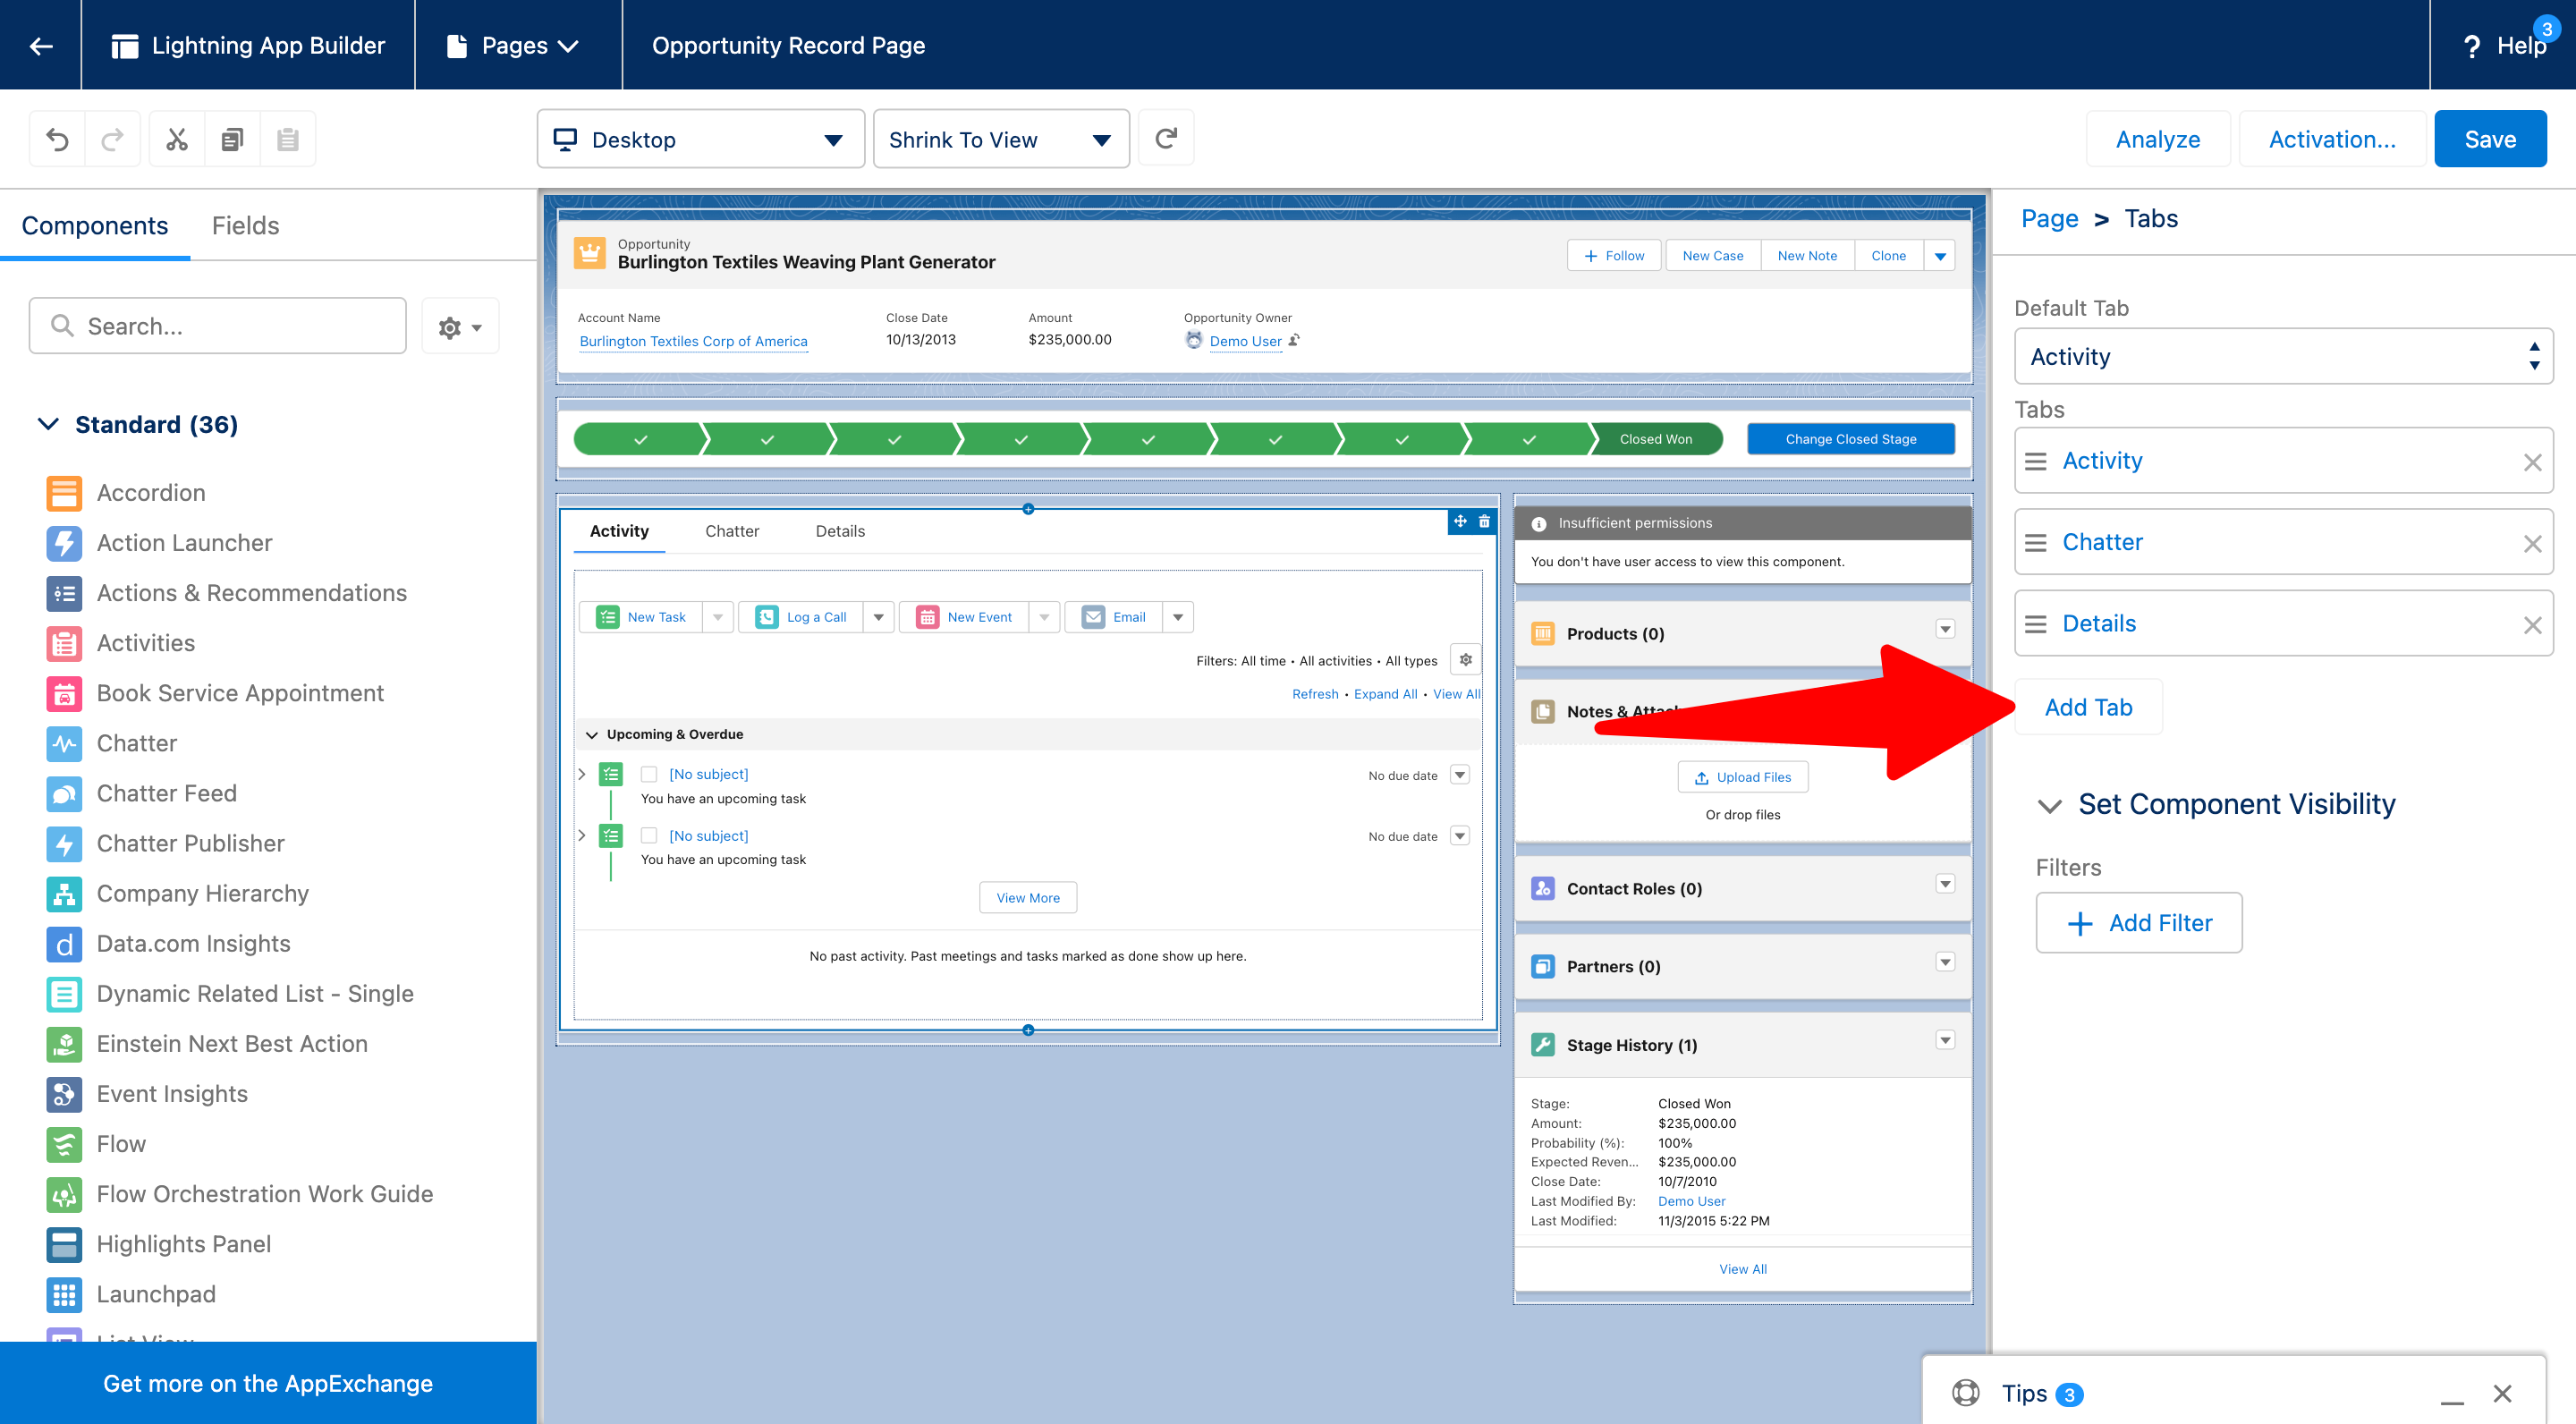 Lightning App Builder
Pages
Opportunity Record Page
? Help
3
Desktop
Shrink To View
Analyze
Activation...
Save
Components
Fields
Search...
Standard (36)
Accordion
Action Launcher
Actions & Recommendations
Activities
Book Service Appointment
Chatter
Chatter Feed
Chatter Publisher
Company Hierarchy
Data.com Insights
Dynamic Related List - Single
Einstein Next Best Action
Event Insights
Flow
Flow Orchestration Work Guide
Highlights Panel
Launchpad
Get more on the AppExchange
Opportunity
Burlington Textiles Weaving Plant Generator
Follow
New Case
New Note
Clone
Account Name
Burlington Textiles Corp of America
Close Date
10/13/2013
Amount
$235,000.00
Opportunity Owner
Demo User
Closed Won
Change Closed Stage
Activity
Chatter
Details
New Task
Log a Call
New Event
Email
Filters: All time • All activities • All types
Refresh • Expand All • View All
Upcoming & Overdue
[No subject]
No due date
You have an upcoming task
[No subject]
No due date
You have an upcoming task
View More
No past activity. Past meetings and tasks marked as done show up here.
Insufficient permissions
You don't have user access to view this component.
Products (0)
Notes &
Upload Files
Or drop files
Contact Roles (0)
Partners (0)
Stage History (1)
Stage: Closed Won
Amount: $235,000.00
Probability (%): 100%
Expected Reven... $235,000.00
Close Date: 10/7/2010
Last Modified By: Demo User
Last Modified: 11/3/2015 5:22 PM
View All
Page > Tabs
Default Tab
Activity
Tabs
Activity
Chatter
Details
Add Tab
Set Component Visibility
Filters
Add Filter
Tips 3